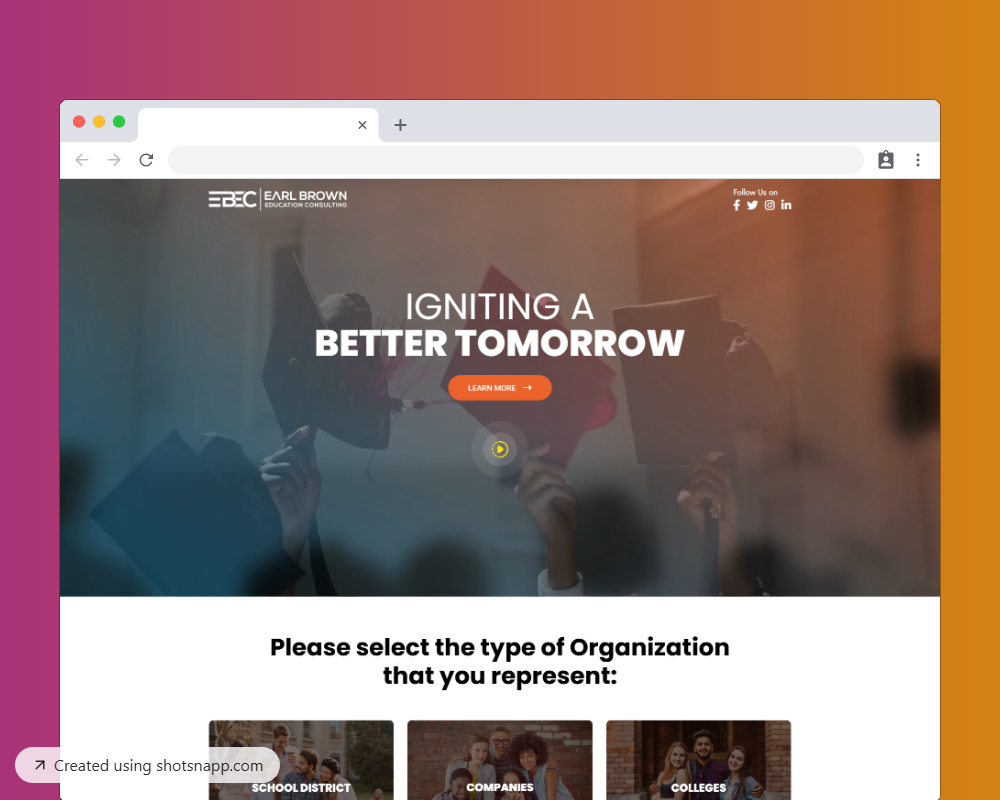 EBEC
EARL BROWN
EDUCATION CONSULTING
Follow Us on
IGNITING A
BETTER TOMORROW
LEARN MORE
Please select the type of Organization
that you represent:
SCHOOL DISTRICT
COMPANIES
COLLEGES
Created using shotsnapp.com